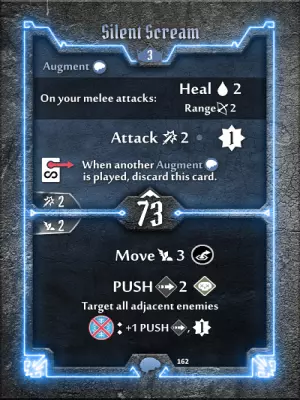 Silent Scream
3
Augment
On your melee attacks:
Heal 2
Range 2
Attack 2 1
When another Augment
is played, discard this card.
2
73
2
Move 3
PUSH 2
Target all adjacent enemies
: +1 PUSH , 1
162